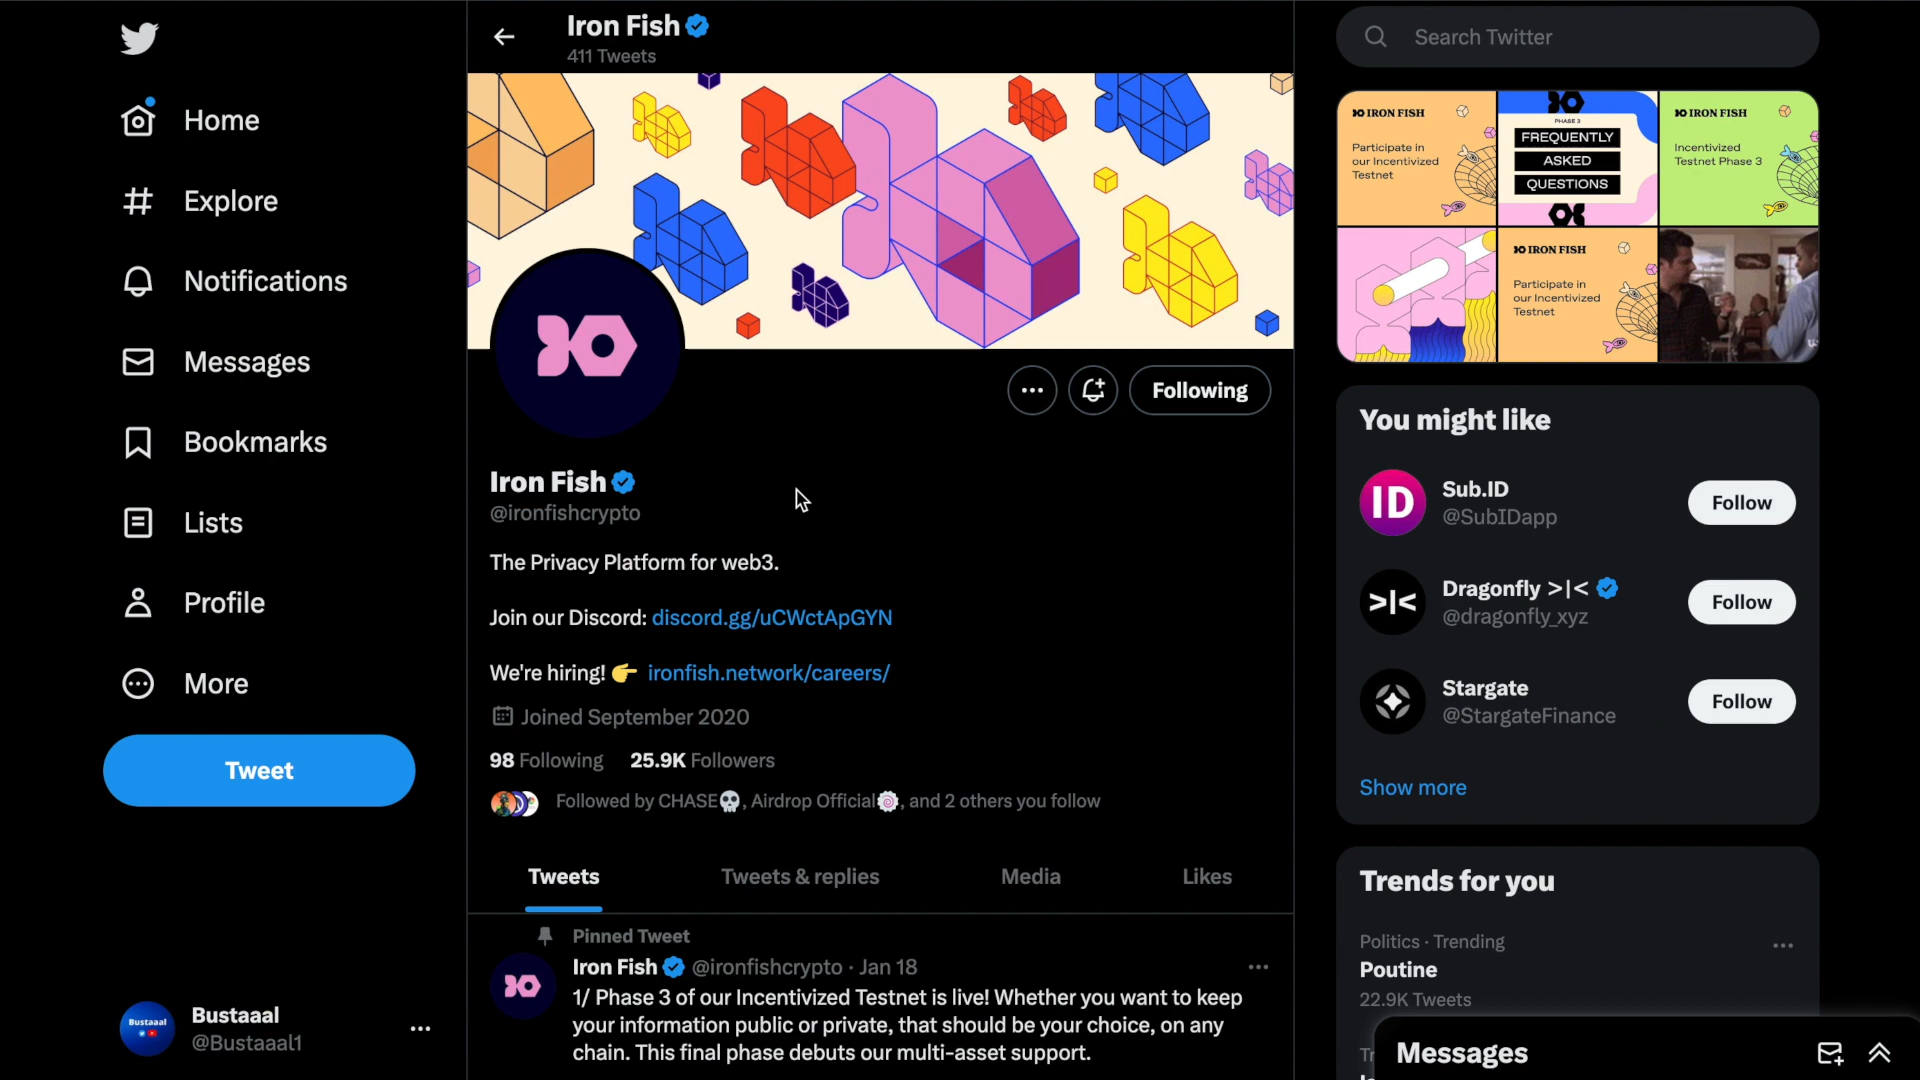 Home
Explore
Notifications
Messages
Bookmarks
Lists
Profile
More
Tweet
Bustaaal
Bustaaal
@Bustaaal1
Iron Fish
411 Tweets
Following
Iron Fish
@ironfishcrypto
The Privacy Platform for web3.
Join our Discord: discord.gg/uCWctApGYN
We're hiring! 👉 ironfish.network/careers/
Joined September 2020
98 Following 25.9K Followers
Followed by CHASE💀, Airdrop Official🍥, and 2 others you follow
Tweets Tweets & replies Media Likes
Pinned Tweet
Iron Fish @ironfishcrypto · Jan 18
1/ Phase 3 of our Incentivized Testnet is live! Whether you want to keep
your information public or private, that should be your choice, on any
chain. This final phase debuts our multi-asset support.
Search Twitter
IRON FISH
Participate in
our Incentivized
Testnet
PHASE 3
FREQUENTLY
ASKED
QUESTIONS
IRON FISH
Incentivized
Testnet Phase 3
IRON FISH
Participate in
our Incentivized
Testnet
You might like
ID
Sub.ID
@SubIDapp
Follow
>|<
Dragonfly >|<
@dragonfly_xyz
Follow
Stargate
@StargateFinance
Follow
Show more
Trends for you
Politics · Trending
Poutine
22.9K Tweets
Messages